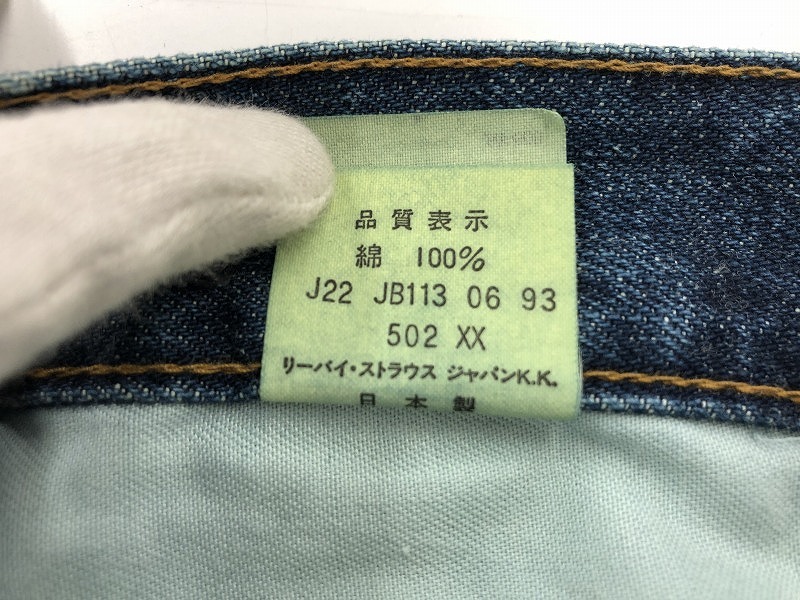 品質表示
綿 100%
J22 JB113 06 93
502 XX
リーバイ・ストラウス ジャパンK.K.
日本製